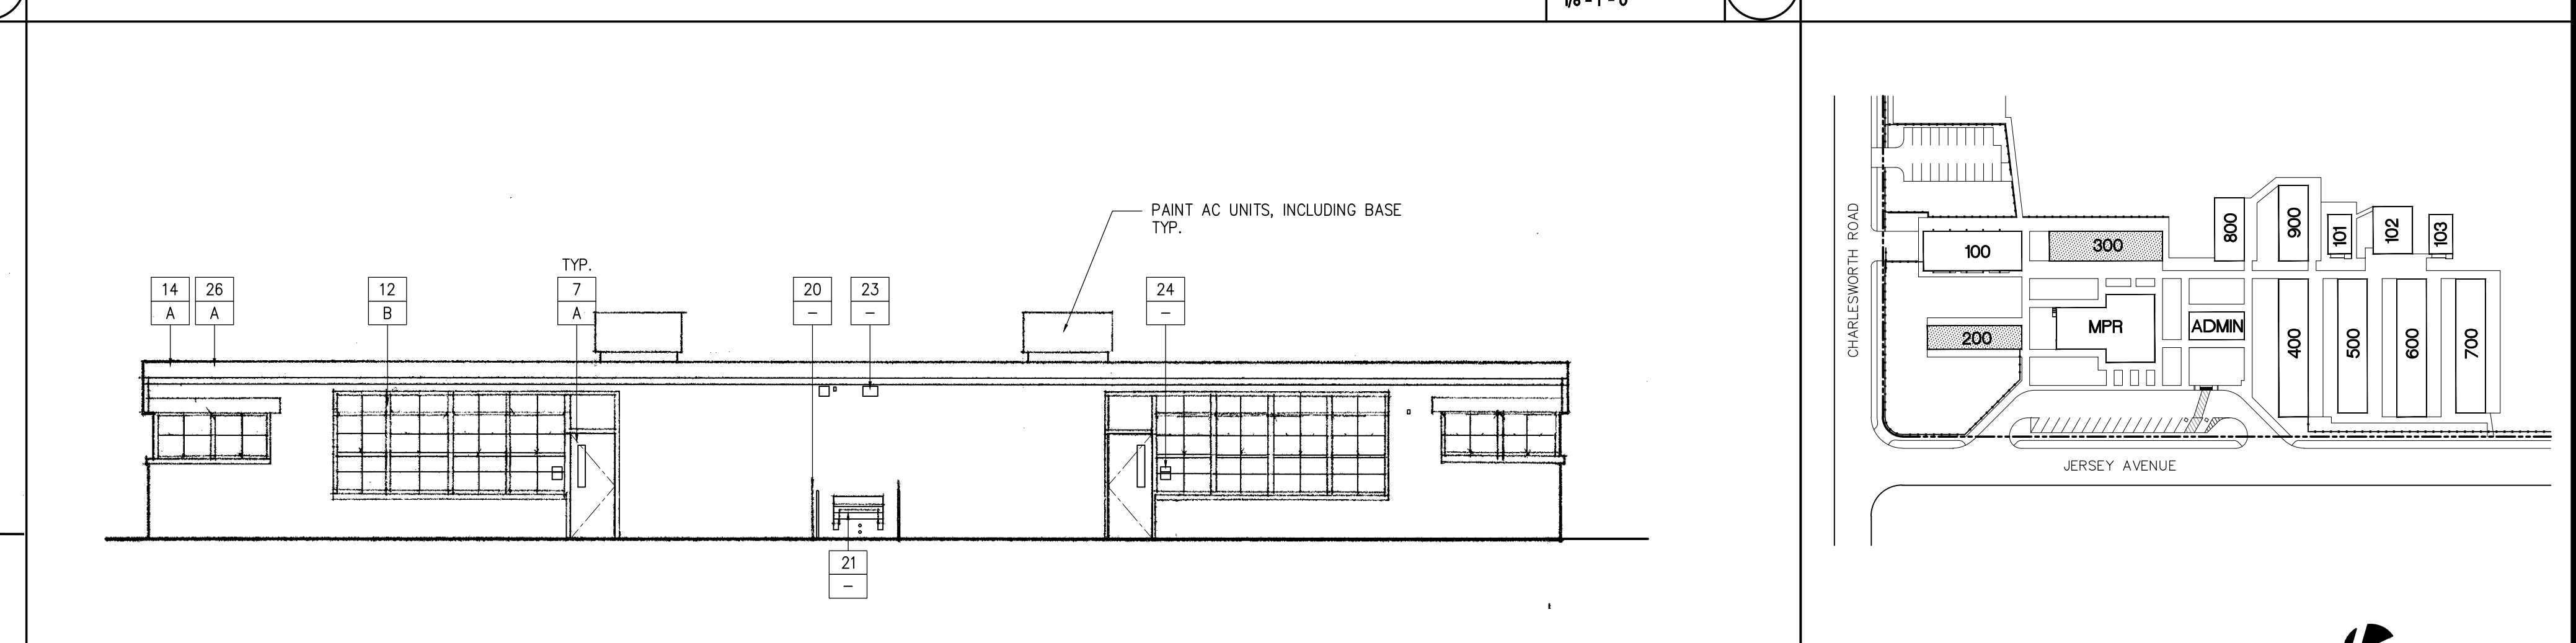 PAINT AC UNITS, INCLUDING BASE
TYP.
TYP.
14
A
26
A
12
B
7
A
20
–
23
–
24
–
21
–
CHARLESWORTH ROAD
JERSEY AVENUE
100
300
200
MPR
ADMIN
800
900
101
102
103
400
500
600
700